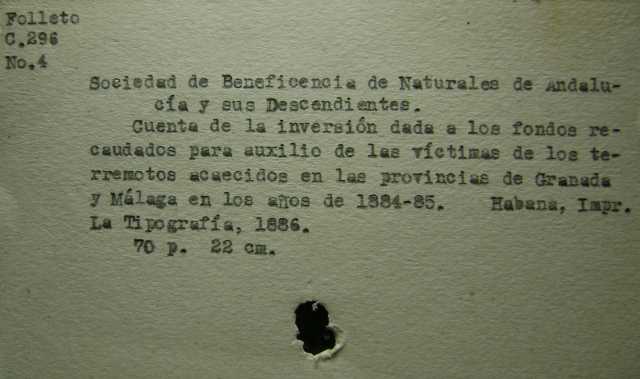 Folleto
C.296
No.4
Sociedad de Beneficencia de Naturales de Andalu-
cía y sus Descendientes.
Cuenta de la inversión dada a los fondos re-
caudados para auxilio de las víctimas de los te-
rremotos acaecidos en las provincias de Granada
y Málaga en los años de 1884-85. Habana, Impr.
La Tipografía, 1886.
70 p. 22 cm.